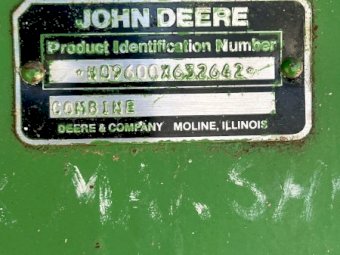 JOHN DEERE
Product Identification Number
*H09600X632642*
COMBINE
DEERE & COMPANY MOLINE, ILLINOIS